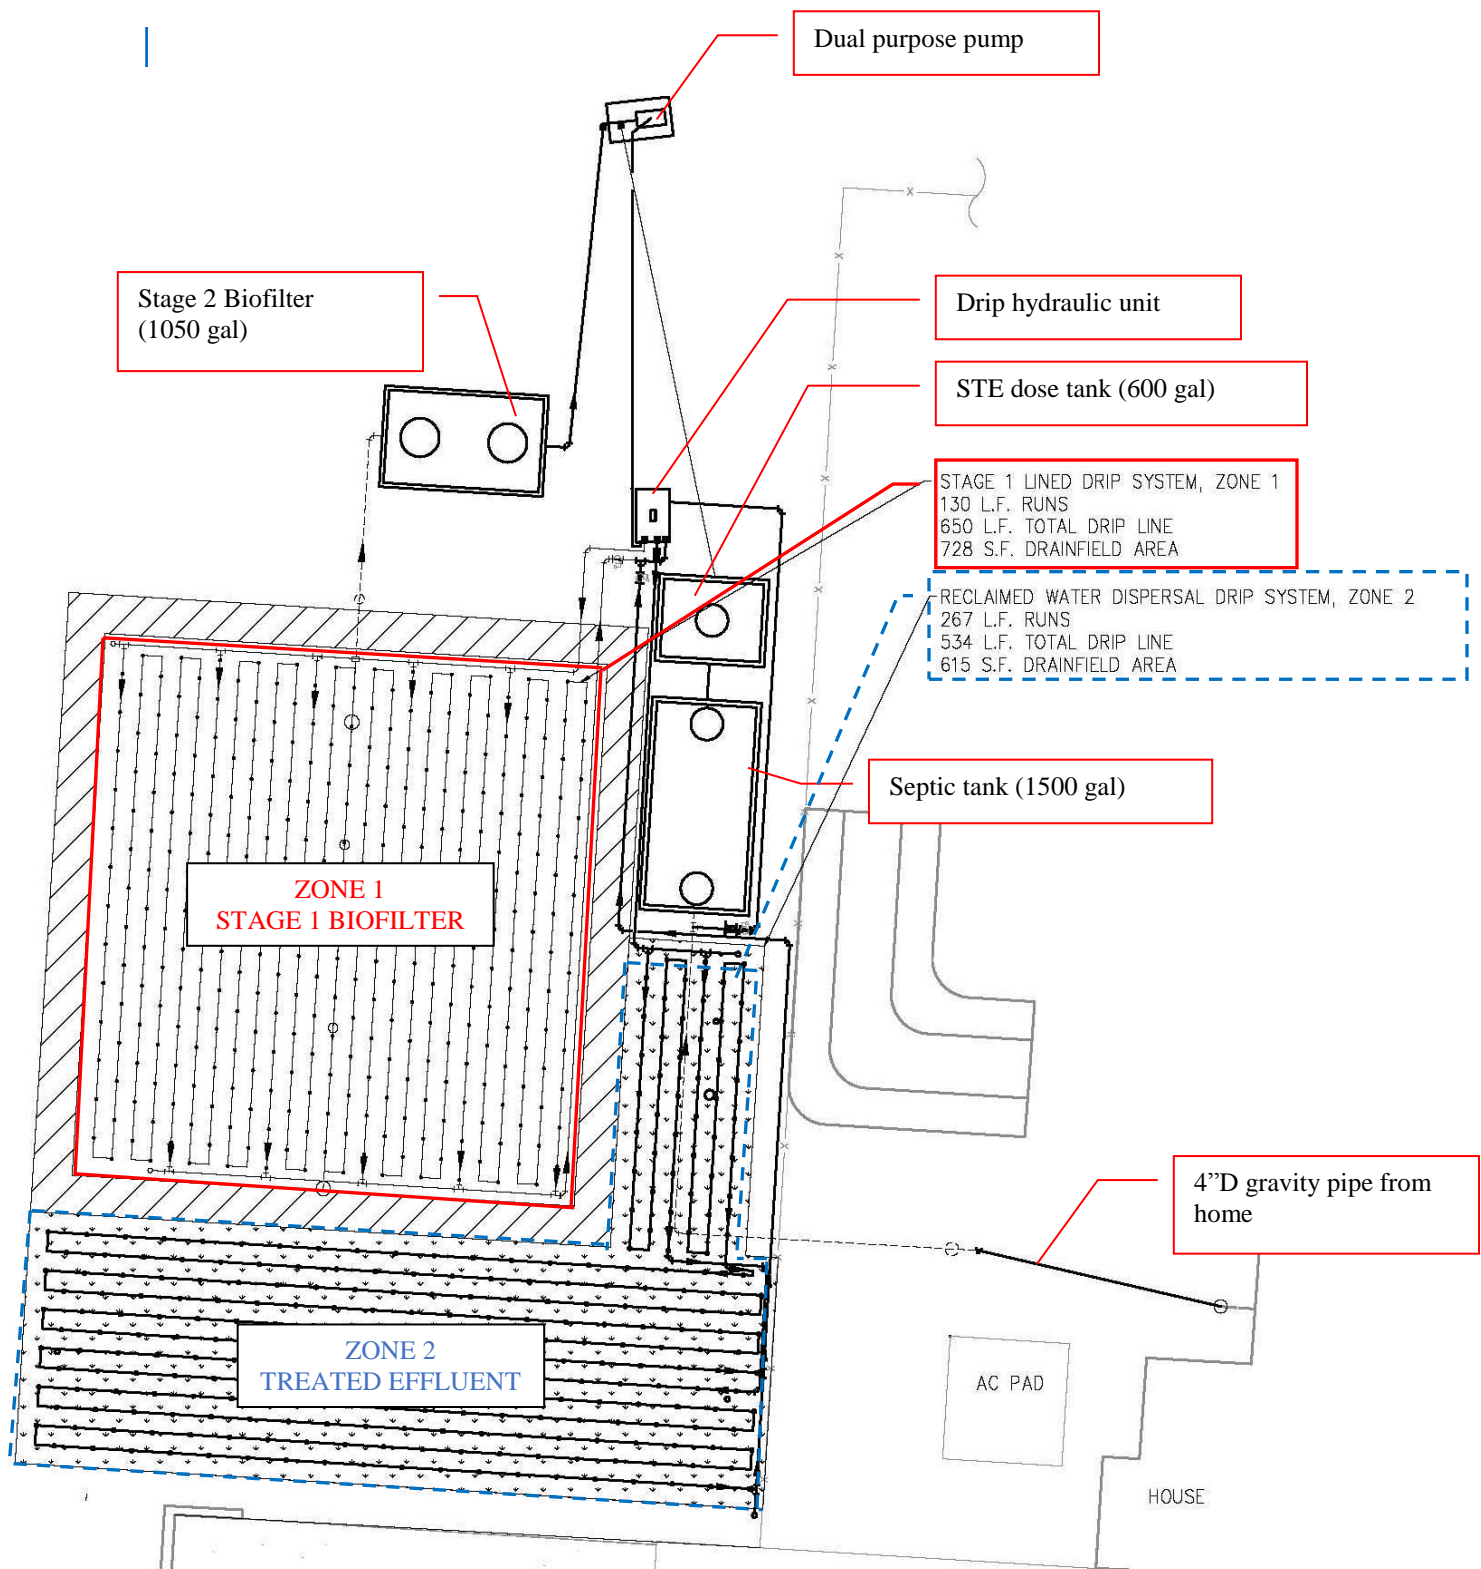 Dual purpose pump
Stage 2 Biofilter
(1050 gal)
Drip hydraulic unit
STE dose tank (600 gal)
STAGE 1 LINED DRIP SYSTEM, ZONE 1
130 L.F. RUNS
650 L.F. TOTAL DRIP LINE
728 S.F. DRAINFIELD AREA
RECLAIMED WATER DISPERSAL DRIP SYSTEM, ZONE 2
267 L.F. RUNS
534 L.F. TOTAL DRIP LINE
615 S.F. DRAINFIELD AREA
Septic tank (1500 gal)
ZONE 1
STAGE 1 BIOFILTER
4”D gravity pipe from
home
ZONE 2
TREATED EFFLUENT
AC PAD
HOUSE